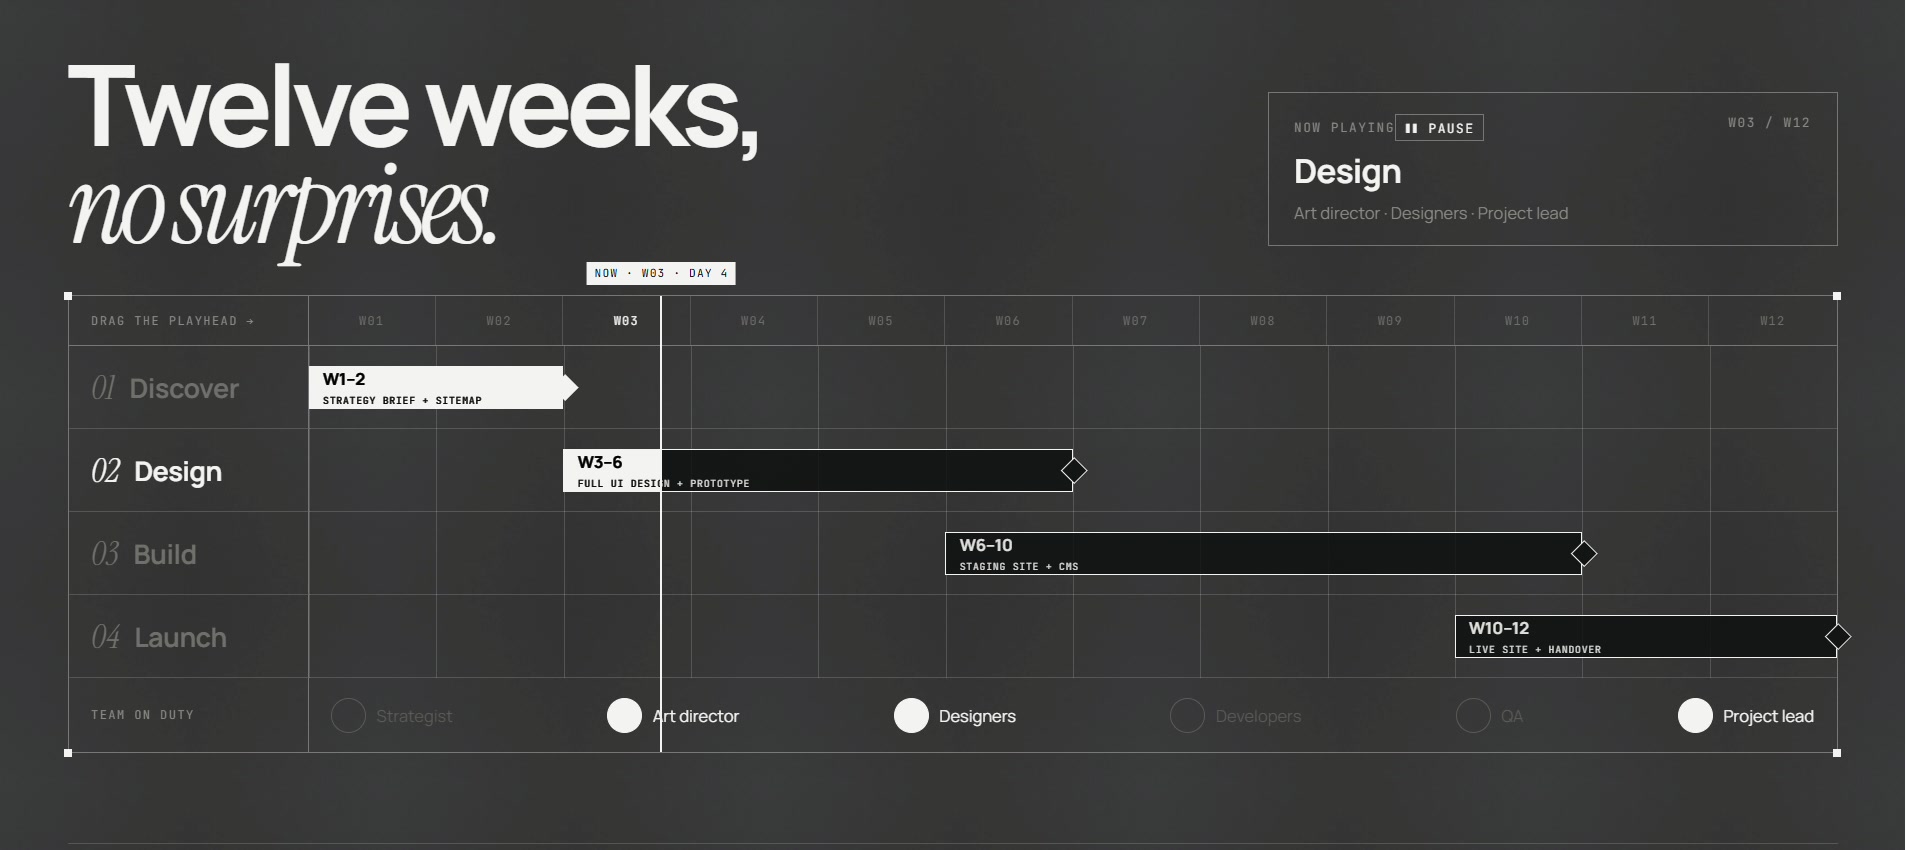 Twelve weeks,
no surprises.
NOW PLAYING
PAUSE
W03 / W12
Design
Art director · Designers · Project lead
NOW · W03 · DAY 4
DRAG THE PLAYHEAD →
W01
W02
W03
W04
W05
W06
W07
W08
W09
W10
W11
W12
01 Discover
W1–2
STRATEGY BRIEF + SITEMAP
02 Design
W3–6
FULL UI DESIGN + PROTOTYPE
03 Build
W6–10
STAGING SITE + CMS
04 Launch
W10–12
LIVE SITE + HANDOVER
TEAM ON DUTY
Strategist
Art director
Designers
Developers
QA
Project lead